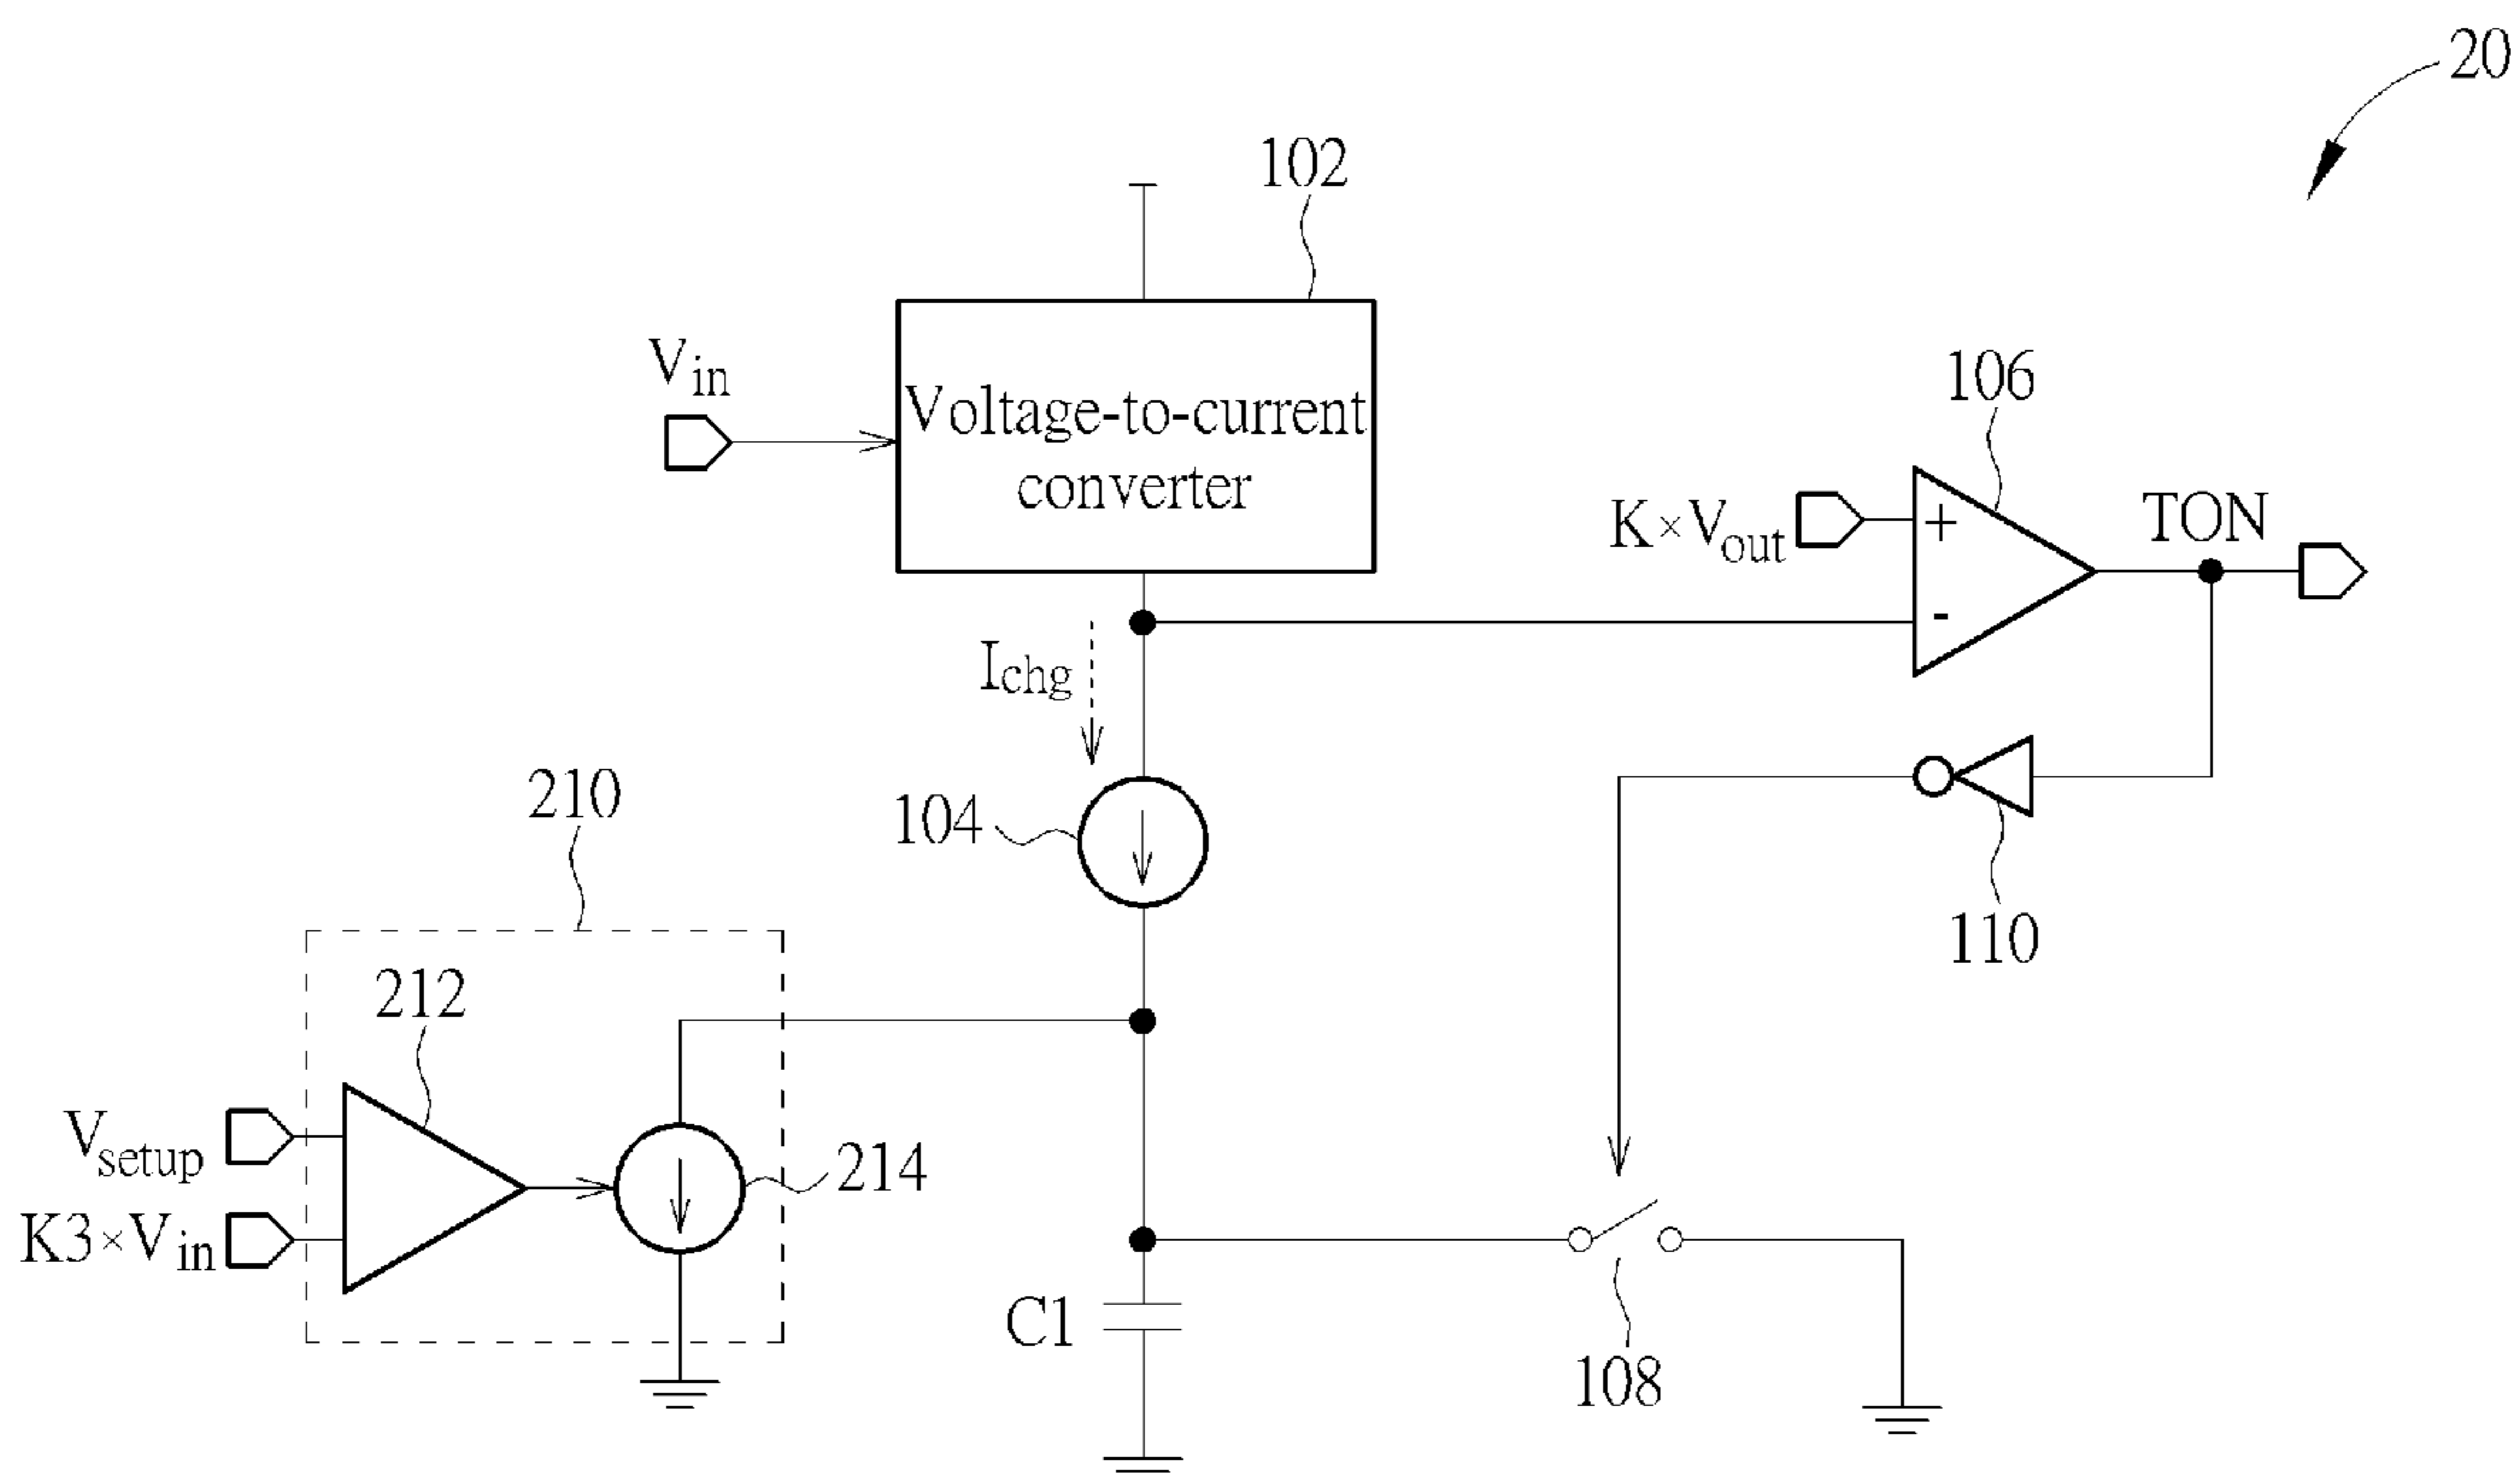 20
102
Vin
Voltage-to-current
converter
106
K×Vout
+
-
TON
Ichg
210
104
110
212
Vsetup
214
K3×Vin
C1
108